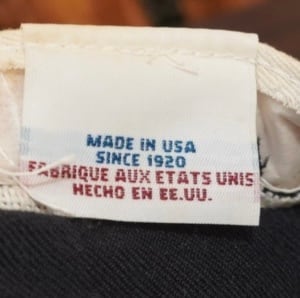 MADE IN USA
SINCE 1920
FABRIQUE AUX ETATS UNIS
HECHO EN EE.UU.